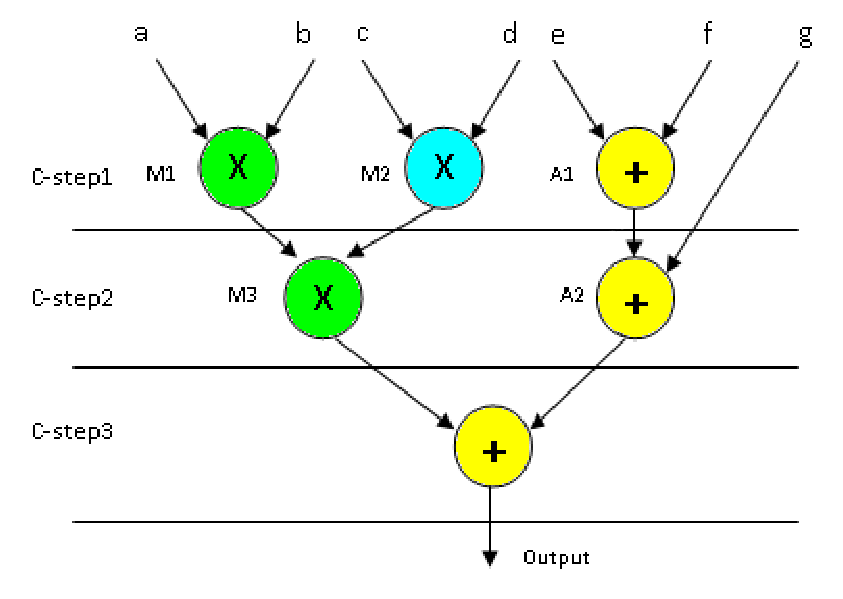 a b c d e f g
C-step1 M1 X M2 X A1 +
C-step2 M3 X A2 +
C-step3 +
Output